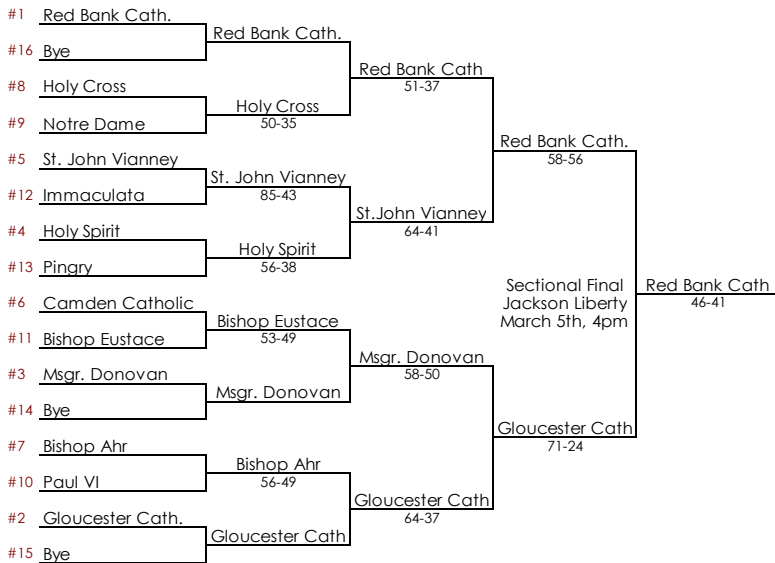 #1 Red Bank Cath.
Red Bank Cath.
#16 Bye
Red Bank Cath
51-37
#8 Holy Cross
Holy Cross
50-35
#9 Notre Dame
Red Bank Cath.
58-56
#5 St. John Vianney
St. John Vianney
85-43
#12 Immaculata
St.John Vianney
64-41
#4 Holy Spirit
Holy Spirit
56-38
#13 Pingry
Sectional Final
Jackson Liberty
March 5th, 4pm
Red Bank Cath
46-41
#6 Camden Catholic
Bishop Eustace
53-49
#11 Bishop Eustace
Msgr. Donovan
58-50
#3 Msgr. Donovan
Msgr. Donovan
#14 Bye
Gloucester Cath
71-24
#7 Bishop Ahr
Bishop Ahr
56-49
#10 Paul VI
Gloucester Cath
64-37
#2 Gloucester Cath.
Gloucester Cath
#15 Bye